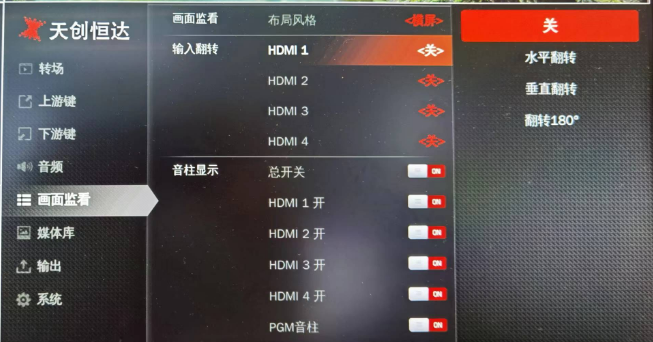 天创恒达
转场
上游键
下游键
音频
画面监看
媒体库
输出
系统
画面监看 布局风格 <横屏>
输入翻转 HDMI 1 <关>
HDMI 2 <关>
HDMI 3 <关>
HDMI 4 <关>
音柱显示 总开关 ON
HDMI 1 开 ON
HDMI 2 开 ON
HDMI 3 开 ON
HDMI 4 开 ON
PGM音柱 ON
关
水平翻转
垂直翻转
翻转180°